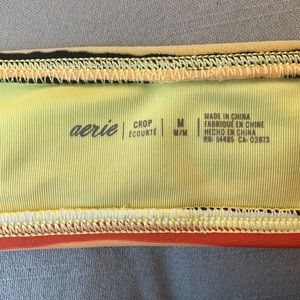 aerie
CROP
ÉCOURTÉ
M
M/M
MADE IN CHINA
FABRIQUÉ EN CHINE
HECHO EN CHINA
RN: 54485 CA: 03873